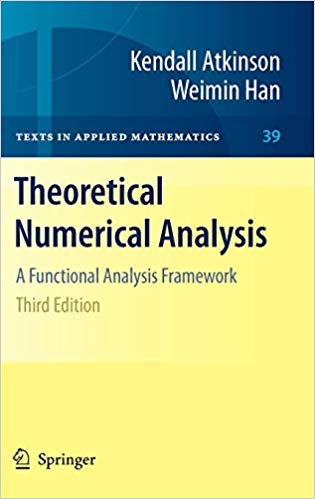 Kendall Atkinson
Weimin Han
TEXTS IN APPLIED MATHEMATICS 39
Theoretical
Numerical Analysis
A Functional Analysis Framework
Third Edition
Springer